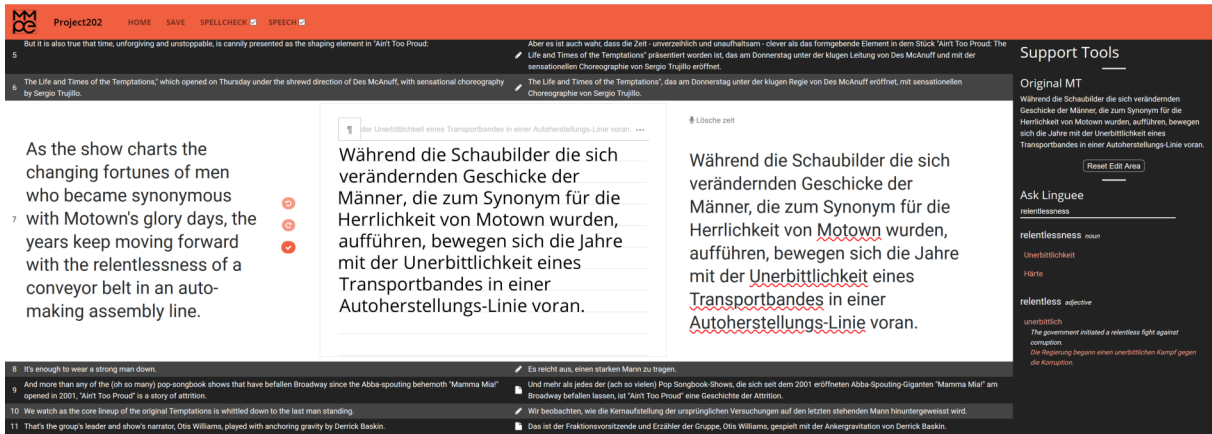 MMPE Project202 HOME SAVE SPELLCHECK SPEECH
5 But it is also true that time, unforgiving and unstoppable, is cannily presented as the shaping element in "Ain't Too Proud:
Aber es ist auch wahr, dass die Zeit - unverzeihlich und unaufhaltsam - clever als das formgebende Element in dem Stück "Ain't Too Proud: The
Life and Times of the Temptations" präsentiert worden ist, das am Donnerstag unter der klugen Leitung von Des McAnuff und mit der
sensationellen Choreographie von Sergio Trujillo eröffnet.
6 The Life and Times of the Temptations," which opened on Thursday under the shrewd direction of Des McAnuff, with sensational choreography
by Sergio Trujillo.
The Life and Times of the Temptations", das am Donnerstag unter der klugen Regie von Des McAnuff eröffnet, mit sensationellen
Choreographie von Sergio Trujillo.
7
As the show charts the
changing fortunes of men
who became synonymous
with Motown's glory days, the
years keep moving forward
with the relentlessness of a
conveyor belt in an auto-
making assembly line.
¶ der Unerbittlichkeit eines Transportbandes in einer Autoherstellungs-Linie voran. •••
Während die Schaubilder die sich
verändernden Geschicke der
Männer, die zum Synonym für die
Herrlichkeit von Motown wurden,
aufführen, bewegen sich die Jahre
mit der Unerbittlichkeit eines
Transportbandes in einer
Autoherstellungs-Linie voran.
Lösche zeit
Während die Schaubilder die sich
verändernden Geschicke der
Männer, die zum Synonym für die
Herrlichkeit von Motown wurden,
aufführen, bewegen sich die Jahre
mit der Unerbittlichkeit eines
Transportbandes in einer
Autoherstellungs-Linie voran.
8 It's enough to wear a strong man down.
Es reicht aus, einen starken Mann zu tragen.
9 And more than any of the (oh so many) pop-songbook shows that have befallen Broadway since the Abba-spouting behemoth "Mamma Mia!"
opened in 2001, "Ain't Too Proud" is a story of attrition.
Und mehr als jedes der (ach so vielen) Pop Songbook-Shows, die sich seit dem 2001 eröffneten Abba-Spouting-Giganten "Mamma Mia!" am
Broadway befallen lassen, ist "Ain't Too Proud" eine Geschichte der Attrition.
10 We watch as the core lineup of the original Temptations is whittled down to the last man standing.
Wir beobachten, wie die Kernaufstellung der ursprünglichen Versuchungen auf den letzten stehenden Mann hinuntergeweisst wird.
11 That's the group's leader and show's narrator, Otis Williams, played with anchoring gravity by Derrick Baskin.
Das ist der Fraktionsvorsitzende und Erzähler der Gruppe, Otis Williams, gespielt mit der Ankergravitation von Derrick Baskin.
Support Tools
Original MT
Während die Schaubilder die sich verändernden
Geschicke der Männer, die zum Synonym für die
Herrlichkeit von Motown wurden, aufführen, bewegen
sich die Jahre mit der Unerbittlichkeit eines
Transportbandes in einer Autoherstellungs-Linie voran.
Reset Edit Area
Ask Linguee
relentlessness
relentlessness noun
Unerbittlichkeit
Härte
relentless adjective
unerbittlich
The government initiated a relentless fight against
corruption.
Die Regierung begann einen unerbittlichen Kampf gegen
die Korruption.